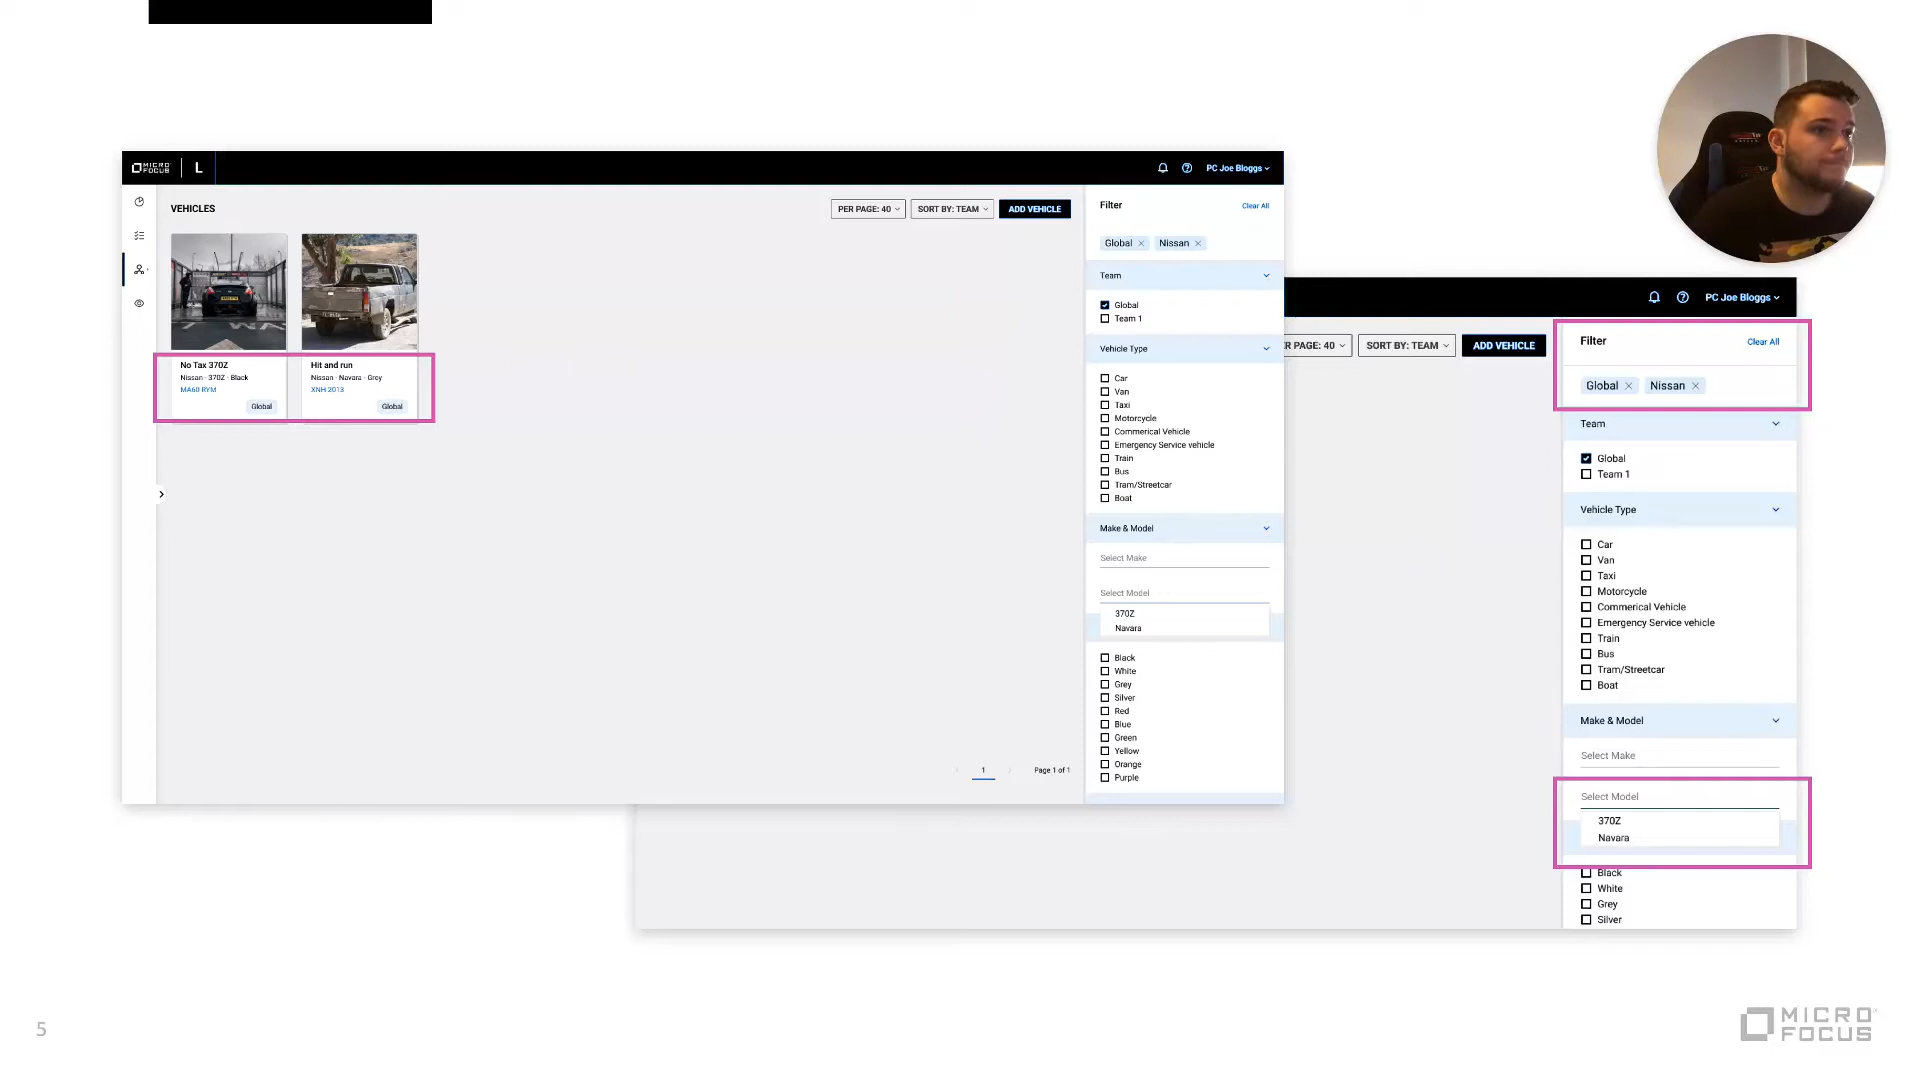 MICRO
FOCUS
L
PC Joe Bloggs
VEHICLES
PER PAGE: 40
SORT BY: TEAM
ADD VEHICLE
No Tax 370Z
Nissan - 370Z - Black
MA60 RYM
Global
Hit and run
Nissan - Navara - Grey
XNH 2013
Global
1
Page 1 of 1
Filter
Clear All
Global
Nissan
Team
Global
Team 1
Vehicle Type
Car
Van
Taxi
Motorcycle
Commerical Vehicle
Emergency Service vehicle
Train
Bus
Tram/Streetcar
Boat
Make & Model
Select Make
Select Model
370Z
Navara
Black
White
Grey
Silver
Red
Blue
Green
Yellow
Orange
Purple
PC Joe Bloggs
R PAGE: 40
SORT BY: TEAM
ADD VEHICLE
Filter
Clear All
Global
Nissan
Team
Global
Team 1
Vehicle Type
Car
Van
Taxi
Motorcycle
Commerical Vehicle
Emergency Service vehicle
Train
Bus
Tram/Streetcar
Boat
Make & Model
Select Make
Select Model
370Z
Navara
Black
White
Grey
Silver
5
MICRO
FOCUS